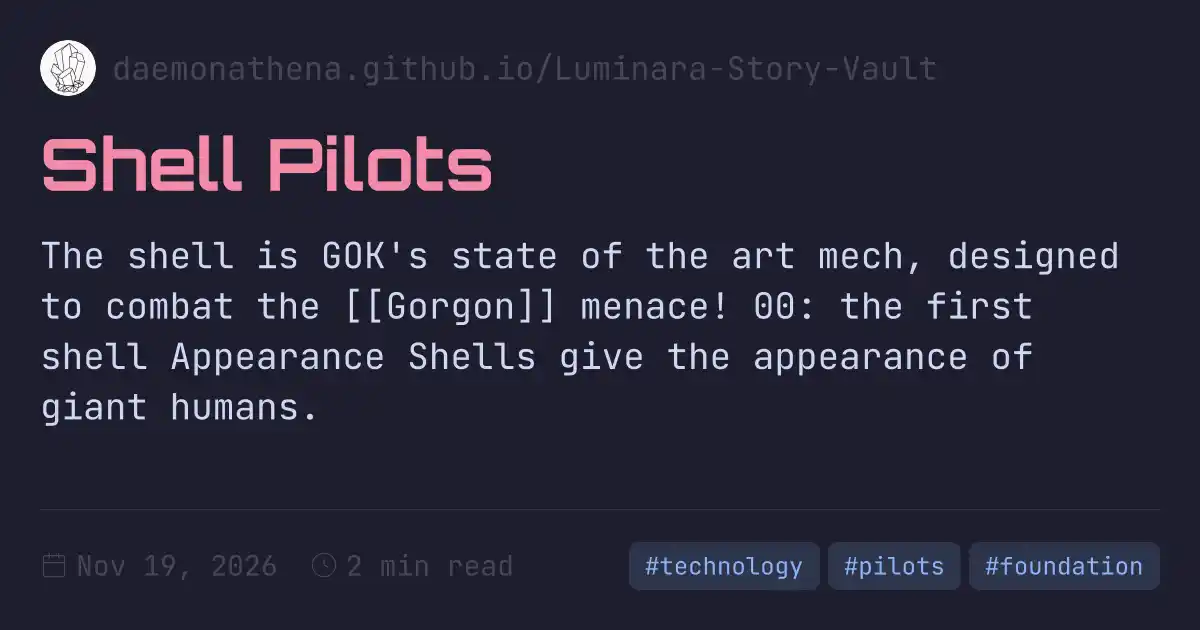 daemonathena.github.io/Luminara-Story-Vault
Shell Pilots
The shell is GOK's state of the art mech, designed
to combat the [[Gorgon]] menace! 00: the first
shell Appearance Shells give the appearance of
giant humans.
Nov 19, 2026 2 min read #technology #pilots #foundation